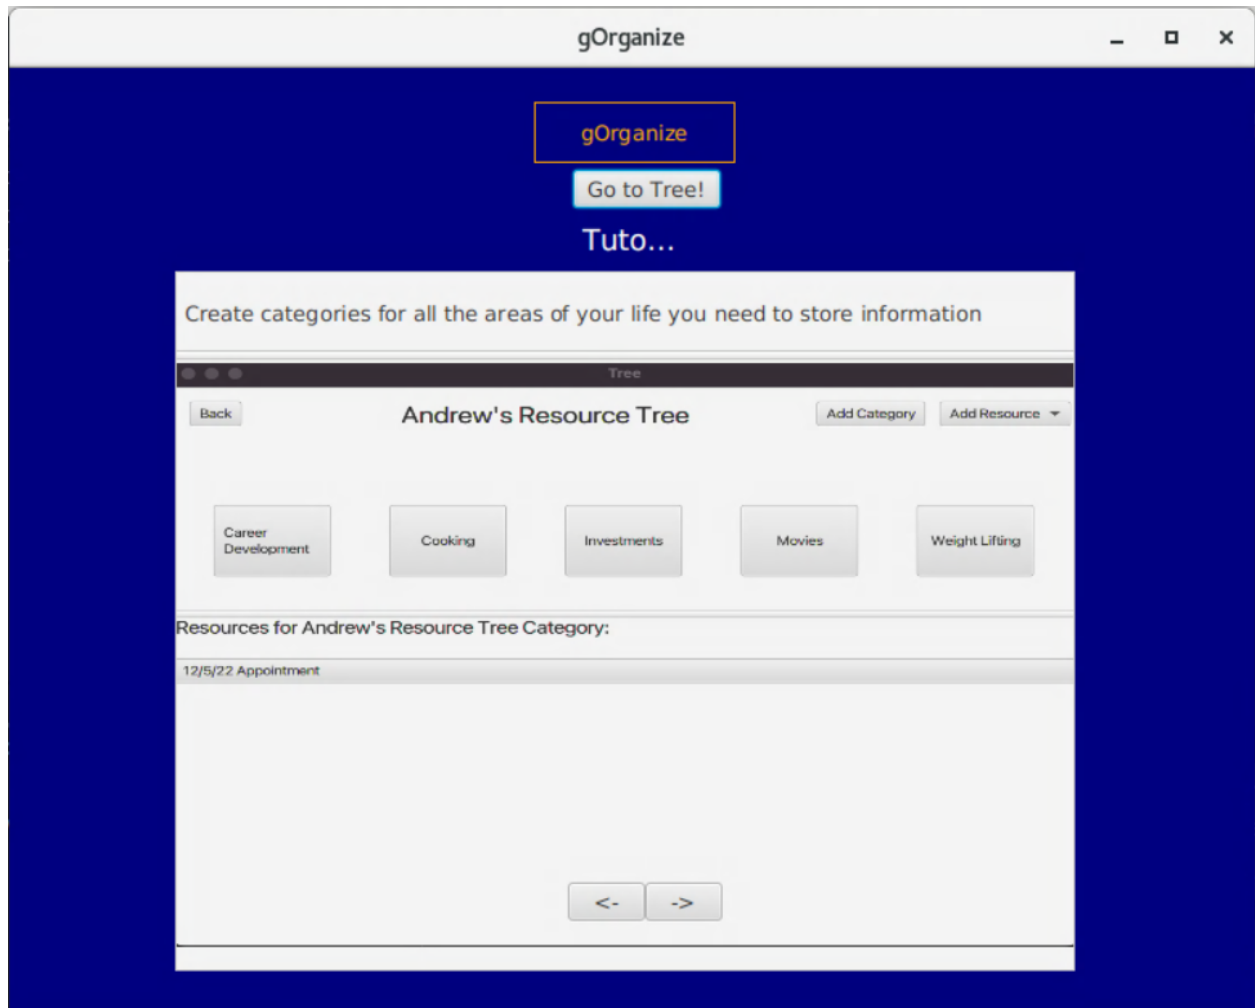 gOrganize
gOrganize
Go to Tree!
Tuto...
Create categories for all the areas of your life you need to store information
Tree
Back
Andrew's Resource Tree
Add Category
Add Resource
Career
Development
Cooking
Investments
Movies
Weight Lifting
Resources for Andrew's Resource Tree Category:
12/5/22 Appointment
<-
->